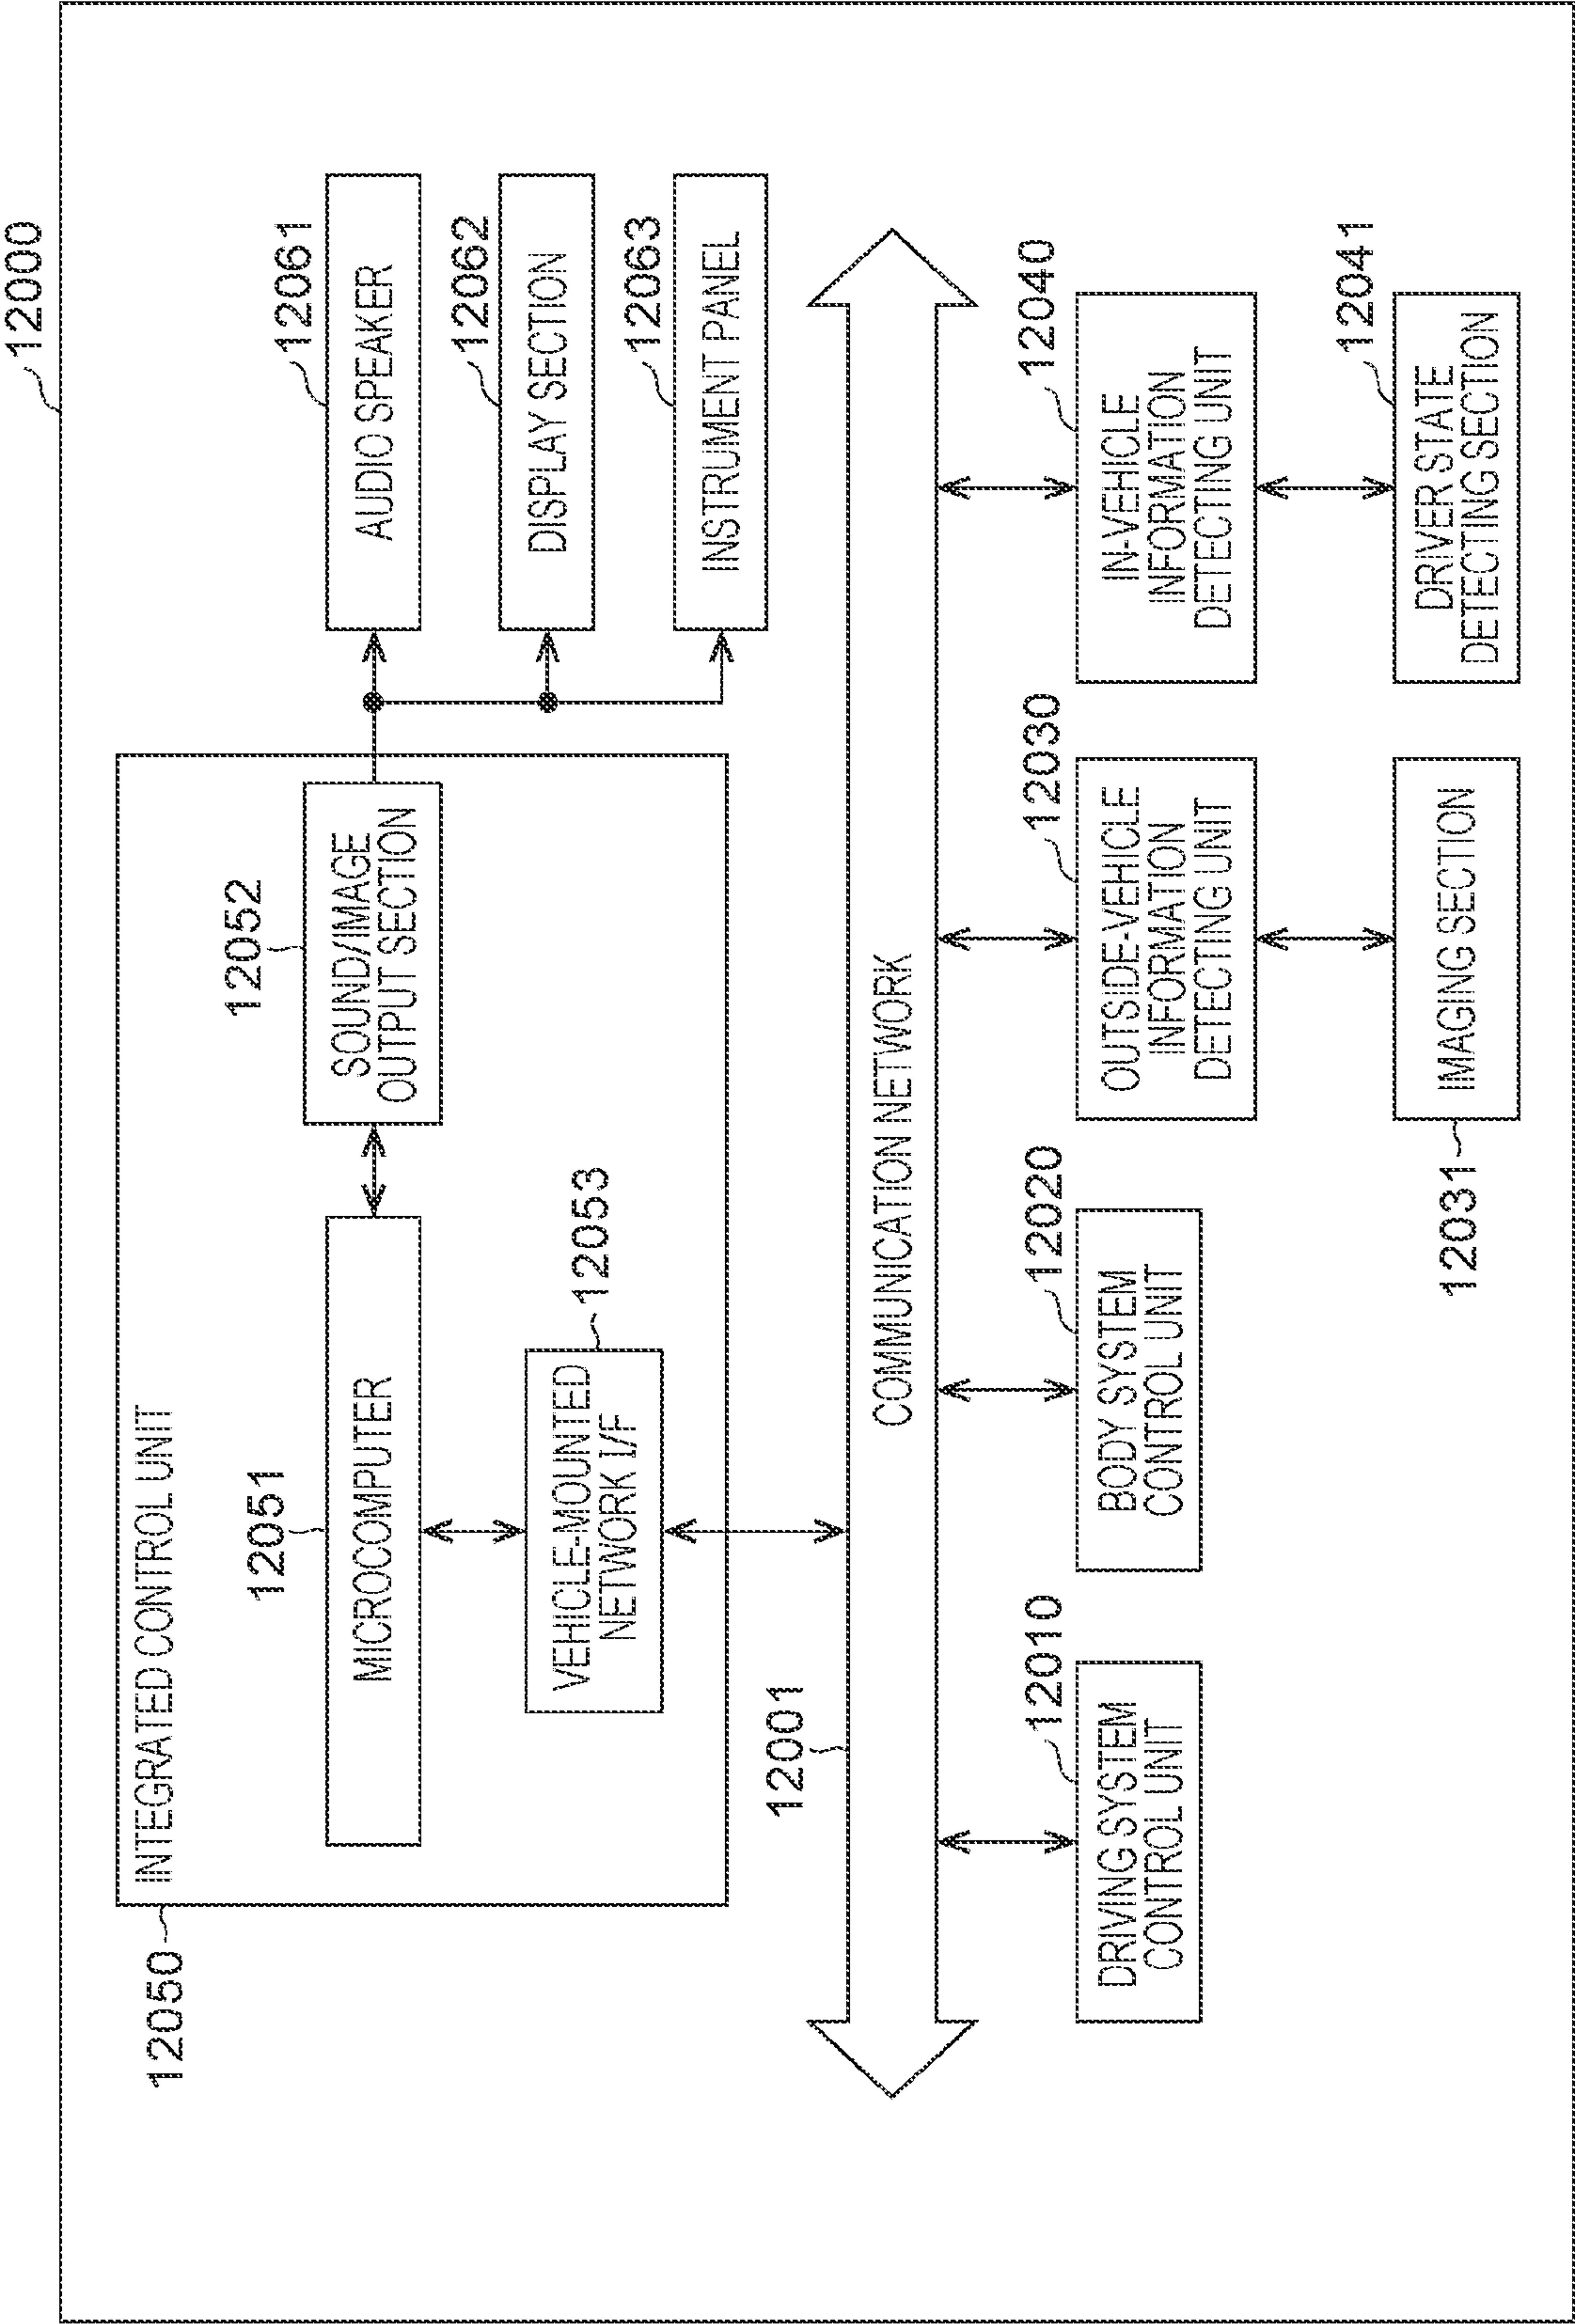 12000
12050
INTEGRATED CONTROL UNIT
12051
MICROCOMPUTER
12052
SOUND/IMAGE
OUTPUT SECTION
12053
VEHICLE-MOUNTED
NETWORK I/F
12061
AUDIO SPEAKER
12062
DISPLAY SECTION
12063
INSTRUMENT PANEL
12001
COMMUNICATION NETWORK
12010
DRIVING SYSTEM
CONTROL UNIT
12020
BODY SYSTEM
CONTROL UNIT
12030
OUTSIDE-VEHICLE
INFORMATION
DETECTING UNIT
12040
IN-VEHICLE
INFORMATION
DETECTING UNIT
12031
IMAGING SECTION
12041
DRIVER STATE
DETECTING SECTION